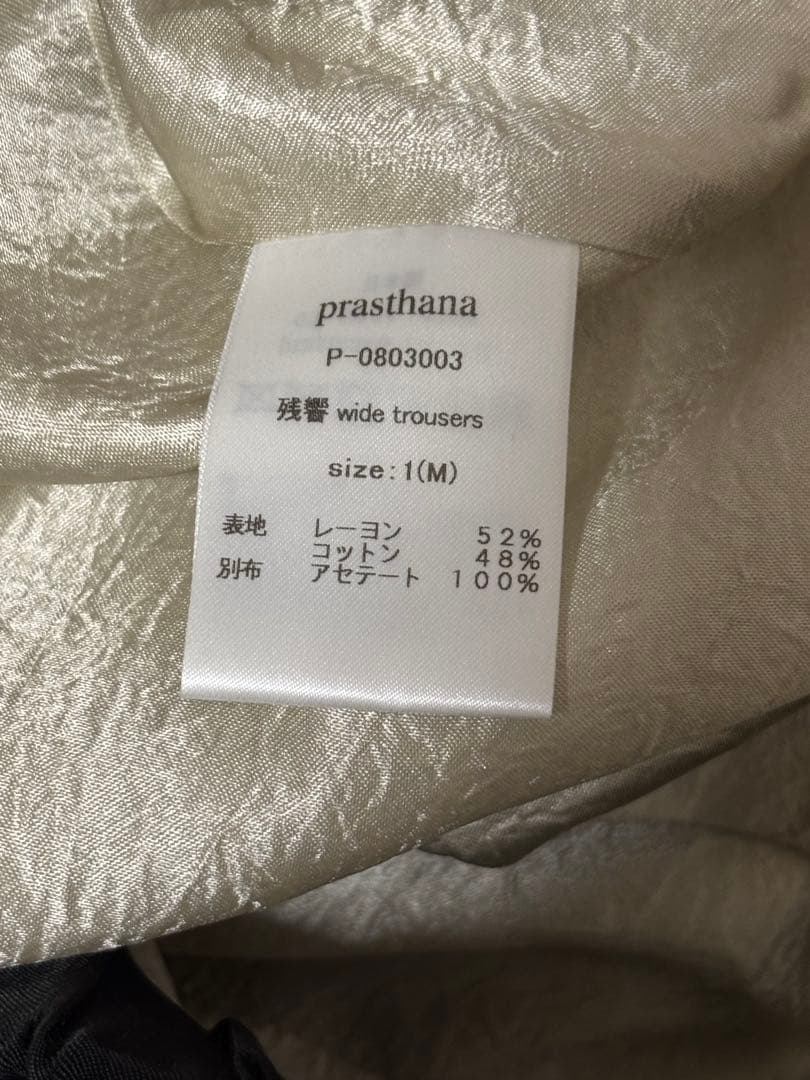 prasthana
P-0803003
残響 wide trousers
size:1(M)
表地 レーヨン 52%
コットン 48%
別布 アセテート 100%